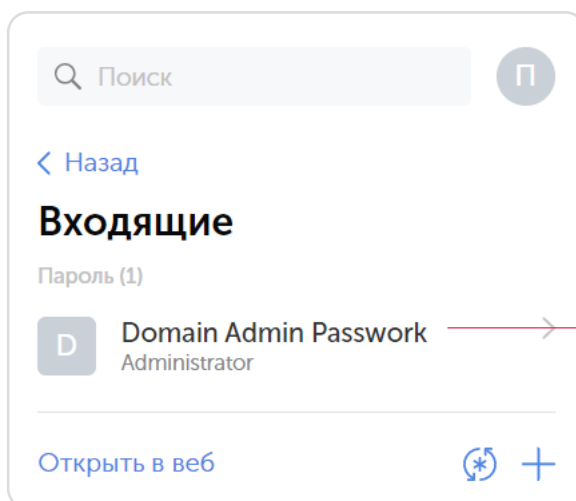 Поиск
П
Назад
Входящие
Пароль (1)
D
Domain Admin Passwork
Administrator
Открыть в веб